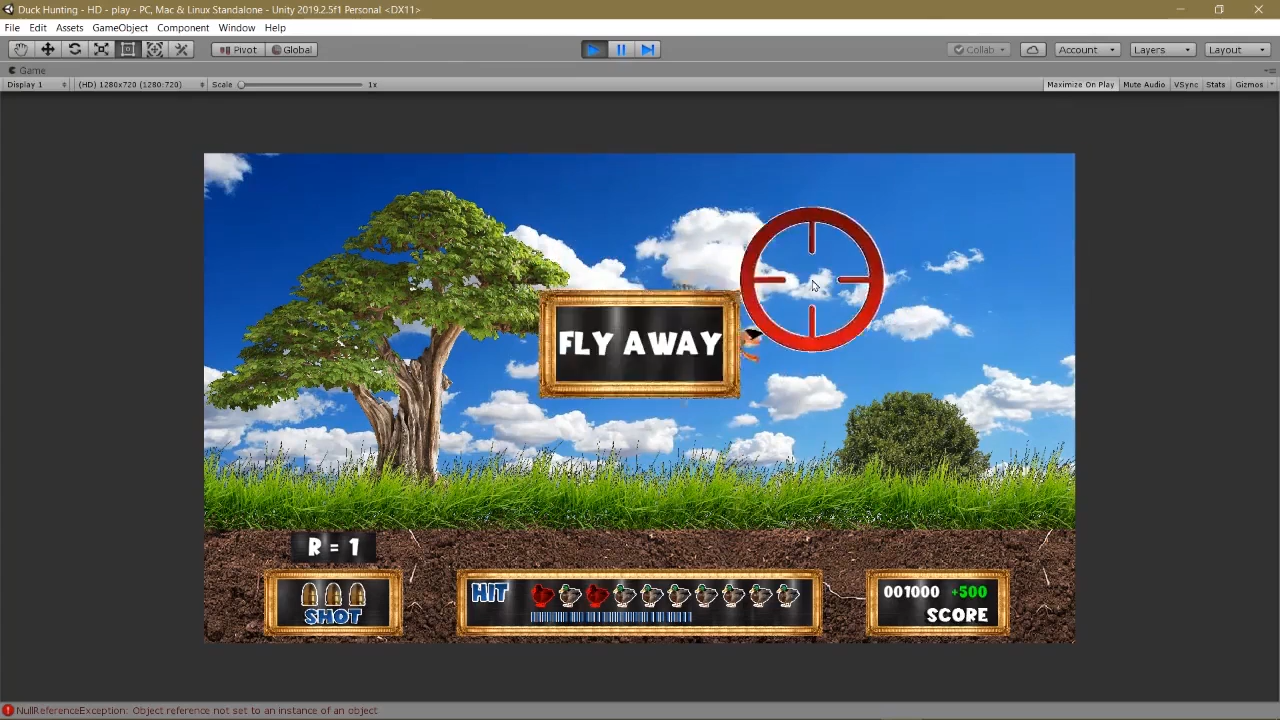 Duck Hunting - HD - play - PC, Mac & Linux Standalone - Unity 2019.2.5f1 Personal <DX11>
File Edit Assets GameObject Component Window Help
Pivot Global Collab Account Layers Layout
Game
Display 1 (HD) 1280x720 (1280:720) Scale 1x Maximize On Play Mute Audio VSync Stats Gizmos
FLY AWAY
R = 1
SHOT
HIT
001000 +500
SCORE
NullReferenceException: Object reference not set to an instance of an object